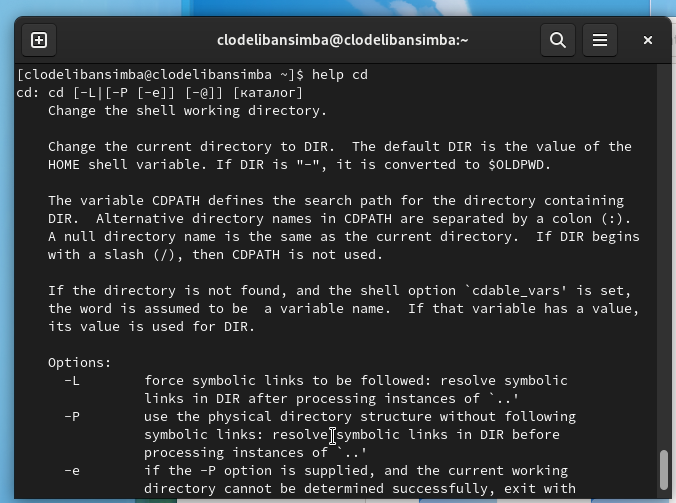 clodelibansimba@clodelibansimba:~
[clodelibansimba@clodelibansimba ~]$ help cd
cd: cd [-L|[-P [-e]] [-@]] [каталог]
    Change the shell working directory.

    Change the current directory to DIR.  The default DIR is the value of the
    HOME shell variable. If DIR is "-", it is converted to $OLDPWD.

    The variable CDPATH defines the search path for the directory containing
    DIR.  Alternative directory names in CDPATH are separated by a colon (:).
    A null directory name is the same as the current directory.  If DIR begins
    with a slash (/), then CDPATH is not used.

    If the directory is not found, and the shell option `cdable_vars' is set,
    the word is assumed to be  a variable name.  If that variable has a value,
    its value is used for DIR.

    Options:
      -L        force symbolic links to be followed: resolve symbolic
                links in DIR after processing instances of `..'
      -P        use the physical directory structure without following
                symbolic links: resolve symbolic links in DIR before
                processing instances of `..'
      -e        if the -P option is supplied, and the current working
                directory cannot be determined successfully, exit with